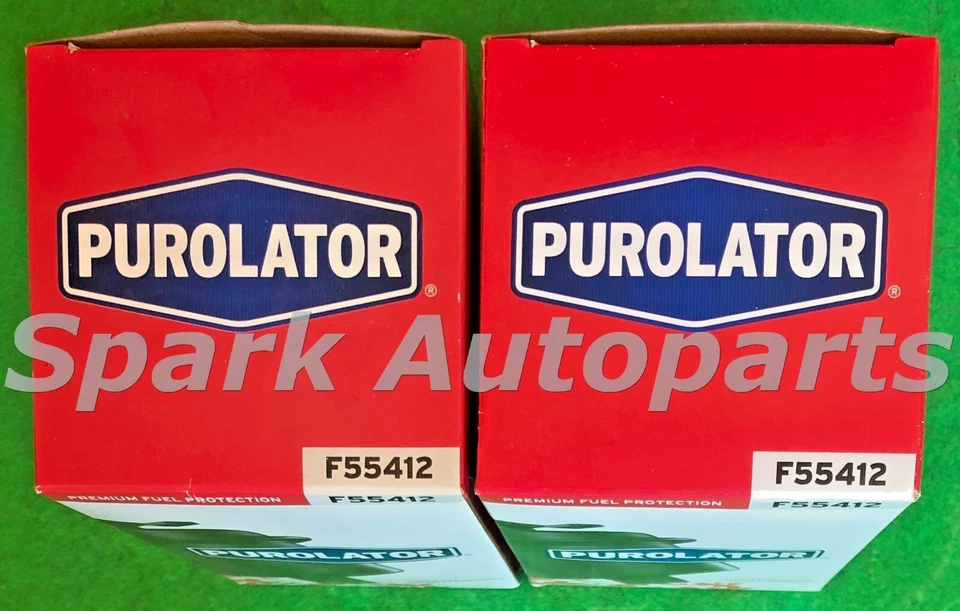 PUROLATOR ®
PUROLATOR ®
Spark Autoparts
F55412
F55412
PREMIUM FUEL PROTECTION
F55412
PREMIUM FUEL PROTECTION
F55412
PUROLATOR
PUROLATOR